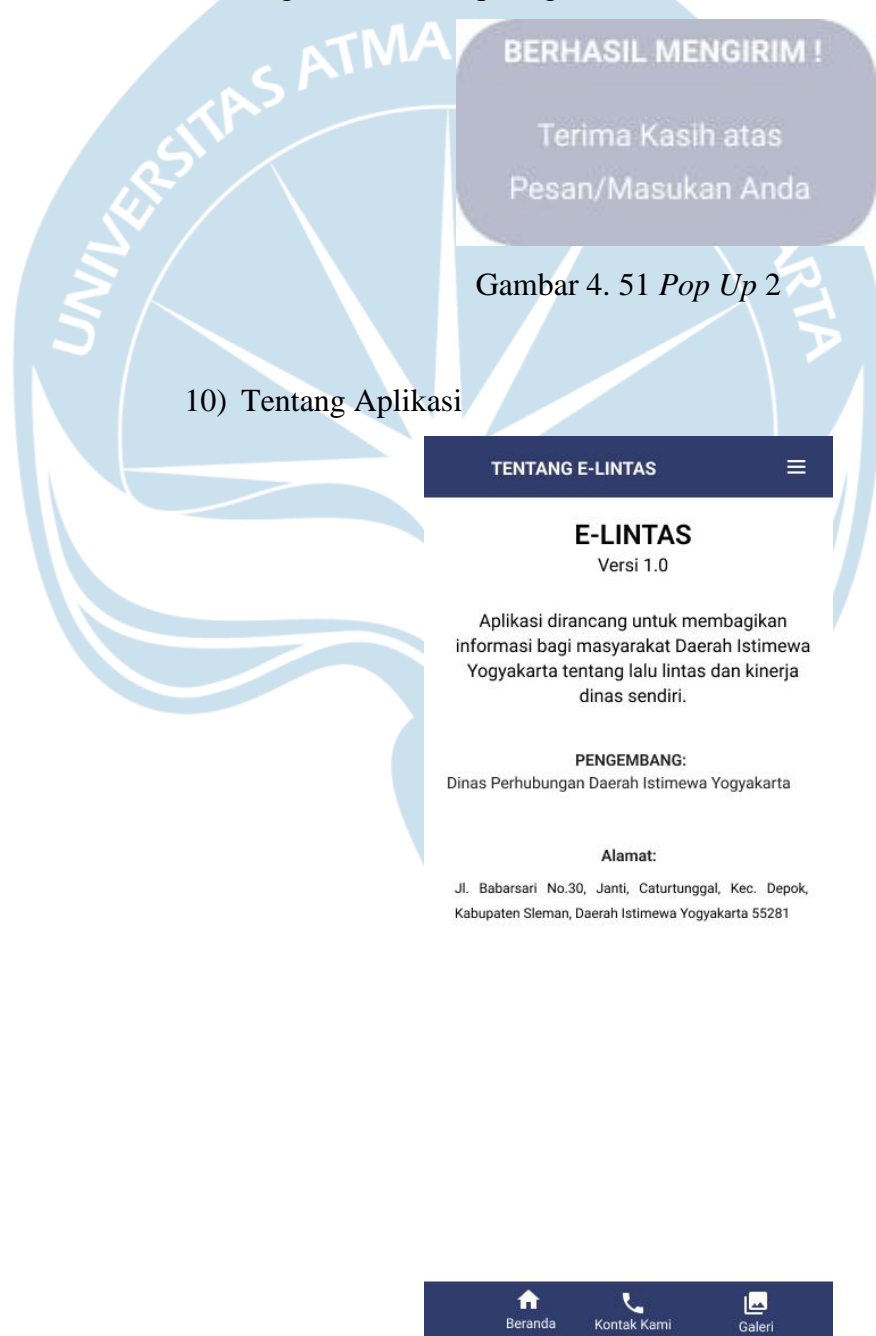 UNIVERSITAS ATMA
RTA
BERHASIL MENGIRIM !
Terima Kasih atas
Pesan/Masukan Anda
Gambar 4. 51 Pop Up 2
10) Tentang Aplikasi
TENTANG E-LINTAS
E-LINTAS
Versi 1.0
Aplikasi dirancang untuk membagikan
informasi bagi masyarakat Daerah Istimewa
Yogyakarta tentang lalu lintas dan kinerja
dinas sendiri.
PENGEMBANG:
Dinas Perhubungan Daerah Istimewa Yogyakarta
Alamat:
Jl. Babarsari No.30, Janti, Caturtunggal, Kec. Depok,
Kabupaten Sleman, Daerah Istimewa Yogyakarta 55281
Beranda Kontak Kami Galeri